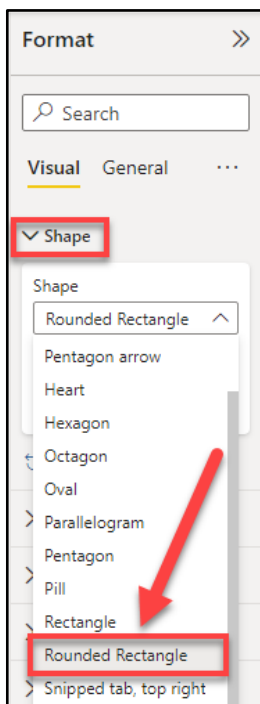 Format
Search
Visual General ...
Shape
Shape
Rounded Rectangle
Pentagon arrow
Heart
Hexagon
Octagon
Oval
Parallelogram
Pentagon
Pill
Rectangle
Rounded Rectangle
Snipped tab, top right